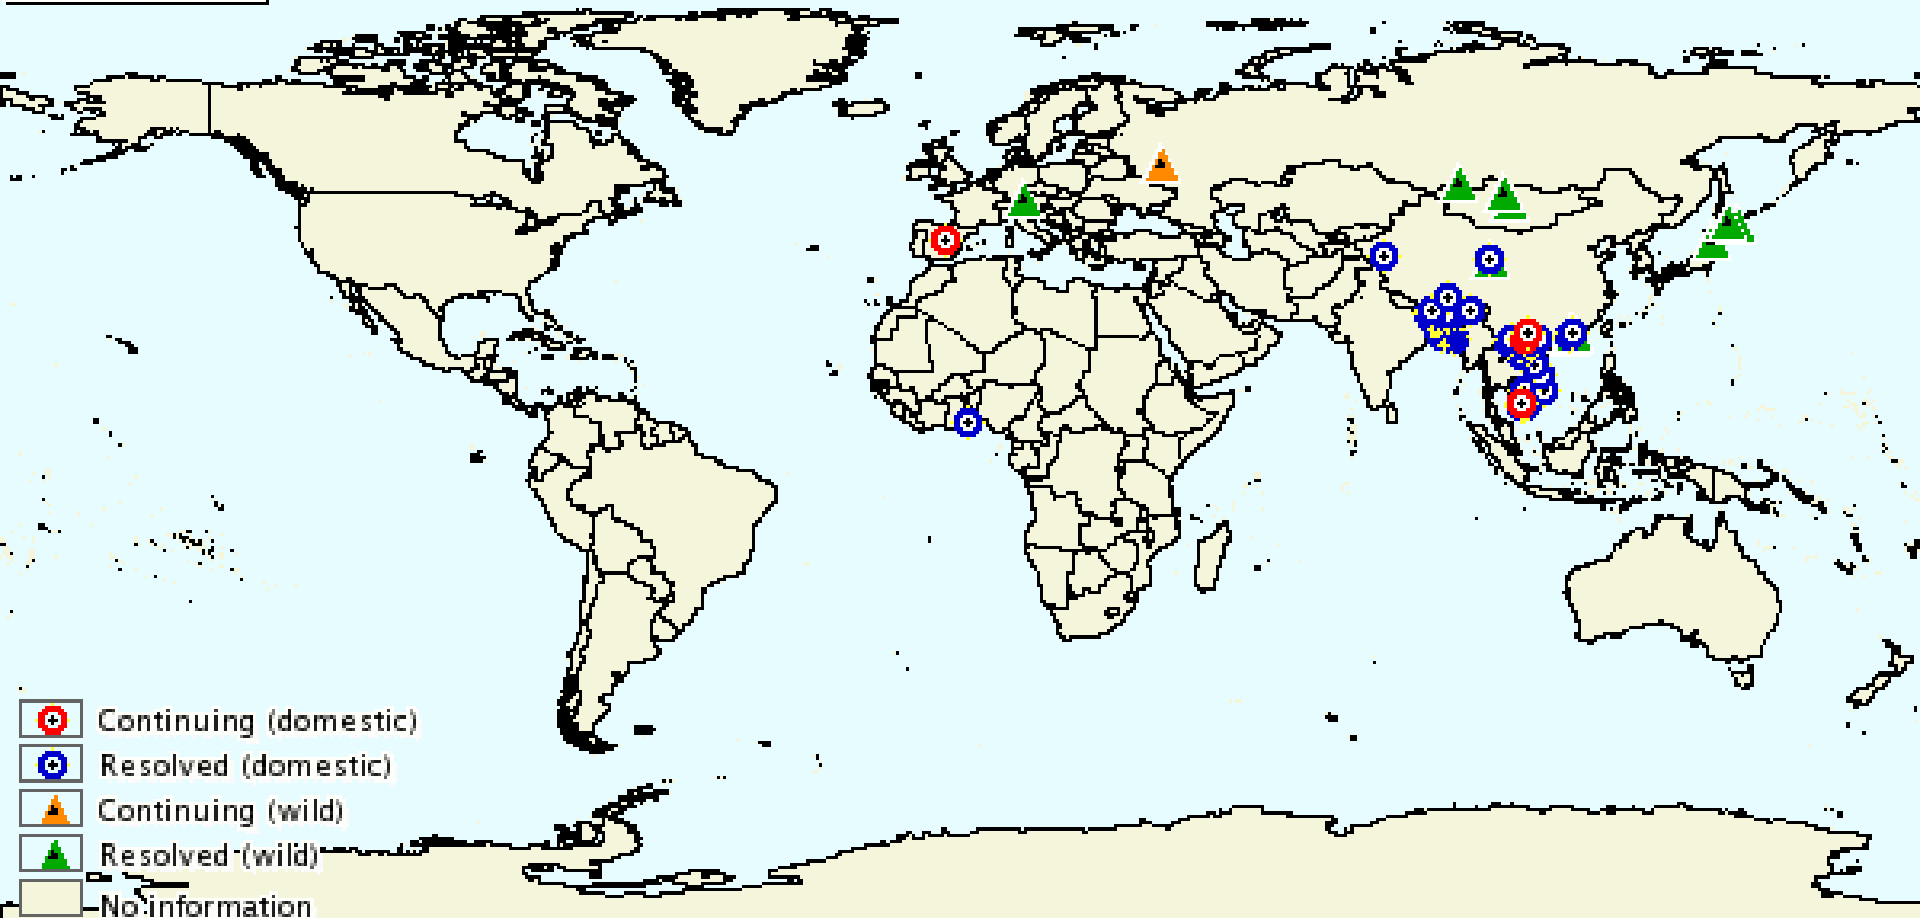 Continuing (domestic)
Resolved (domestic)
Continuing (wild)
Resolved (wild)
No information